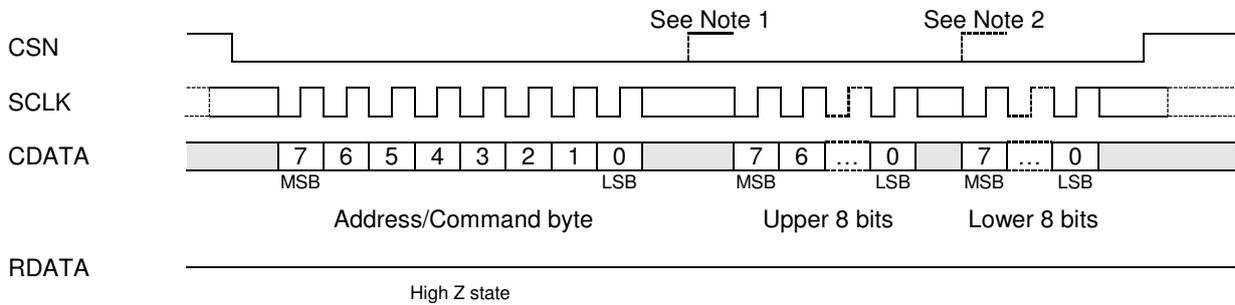 See Note 1 See Note 2
CSN
SCLK
CDATA 7 6 5 4 3 2 1 0 7 6 ... 0 7 ... 0
MSB LSB MSB LSB MSB LSB
Address/Command byte Upper 8 bits Lower 8 bits
RDATA
High Z state